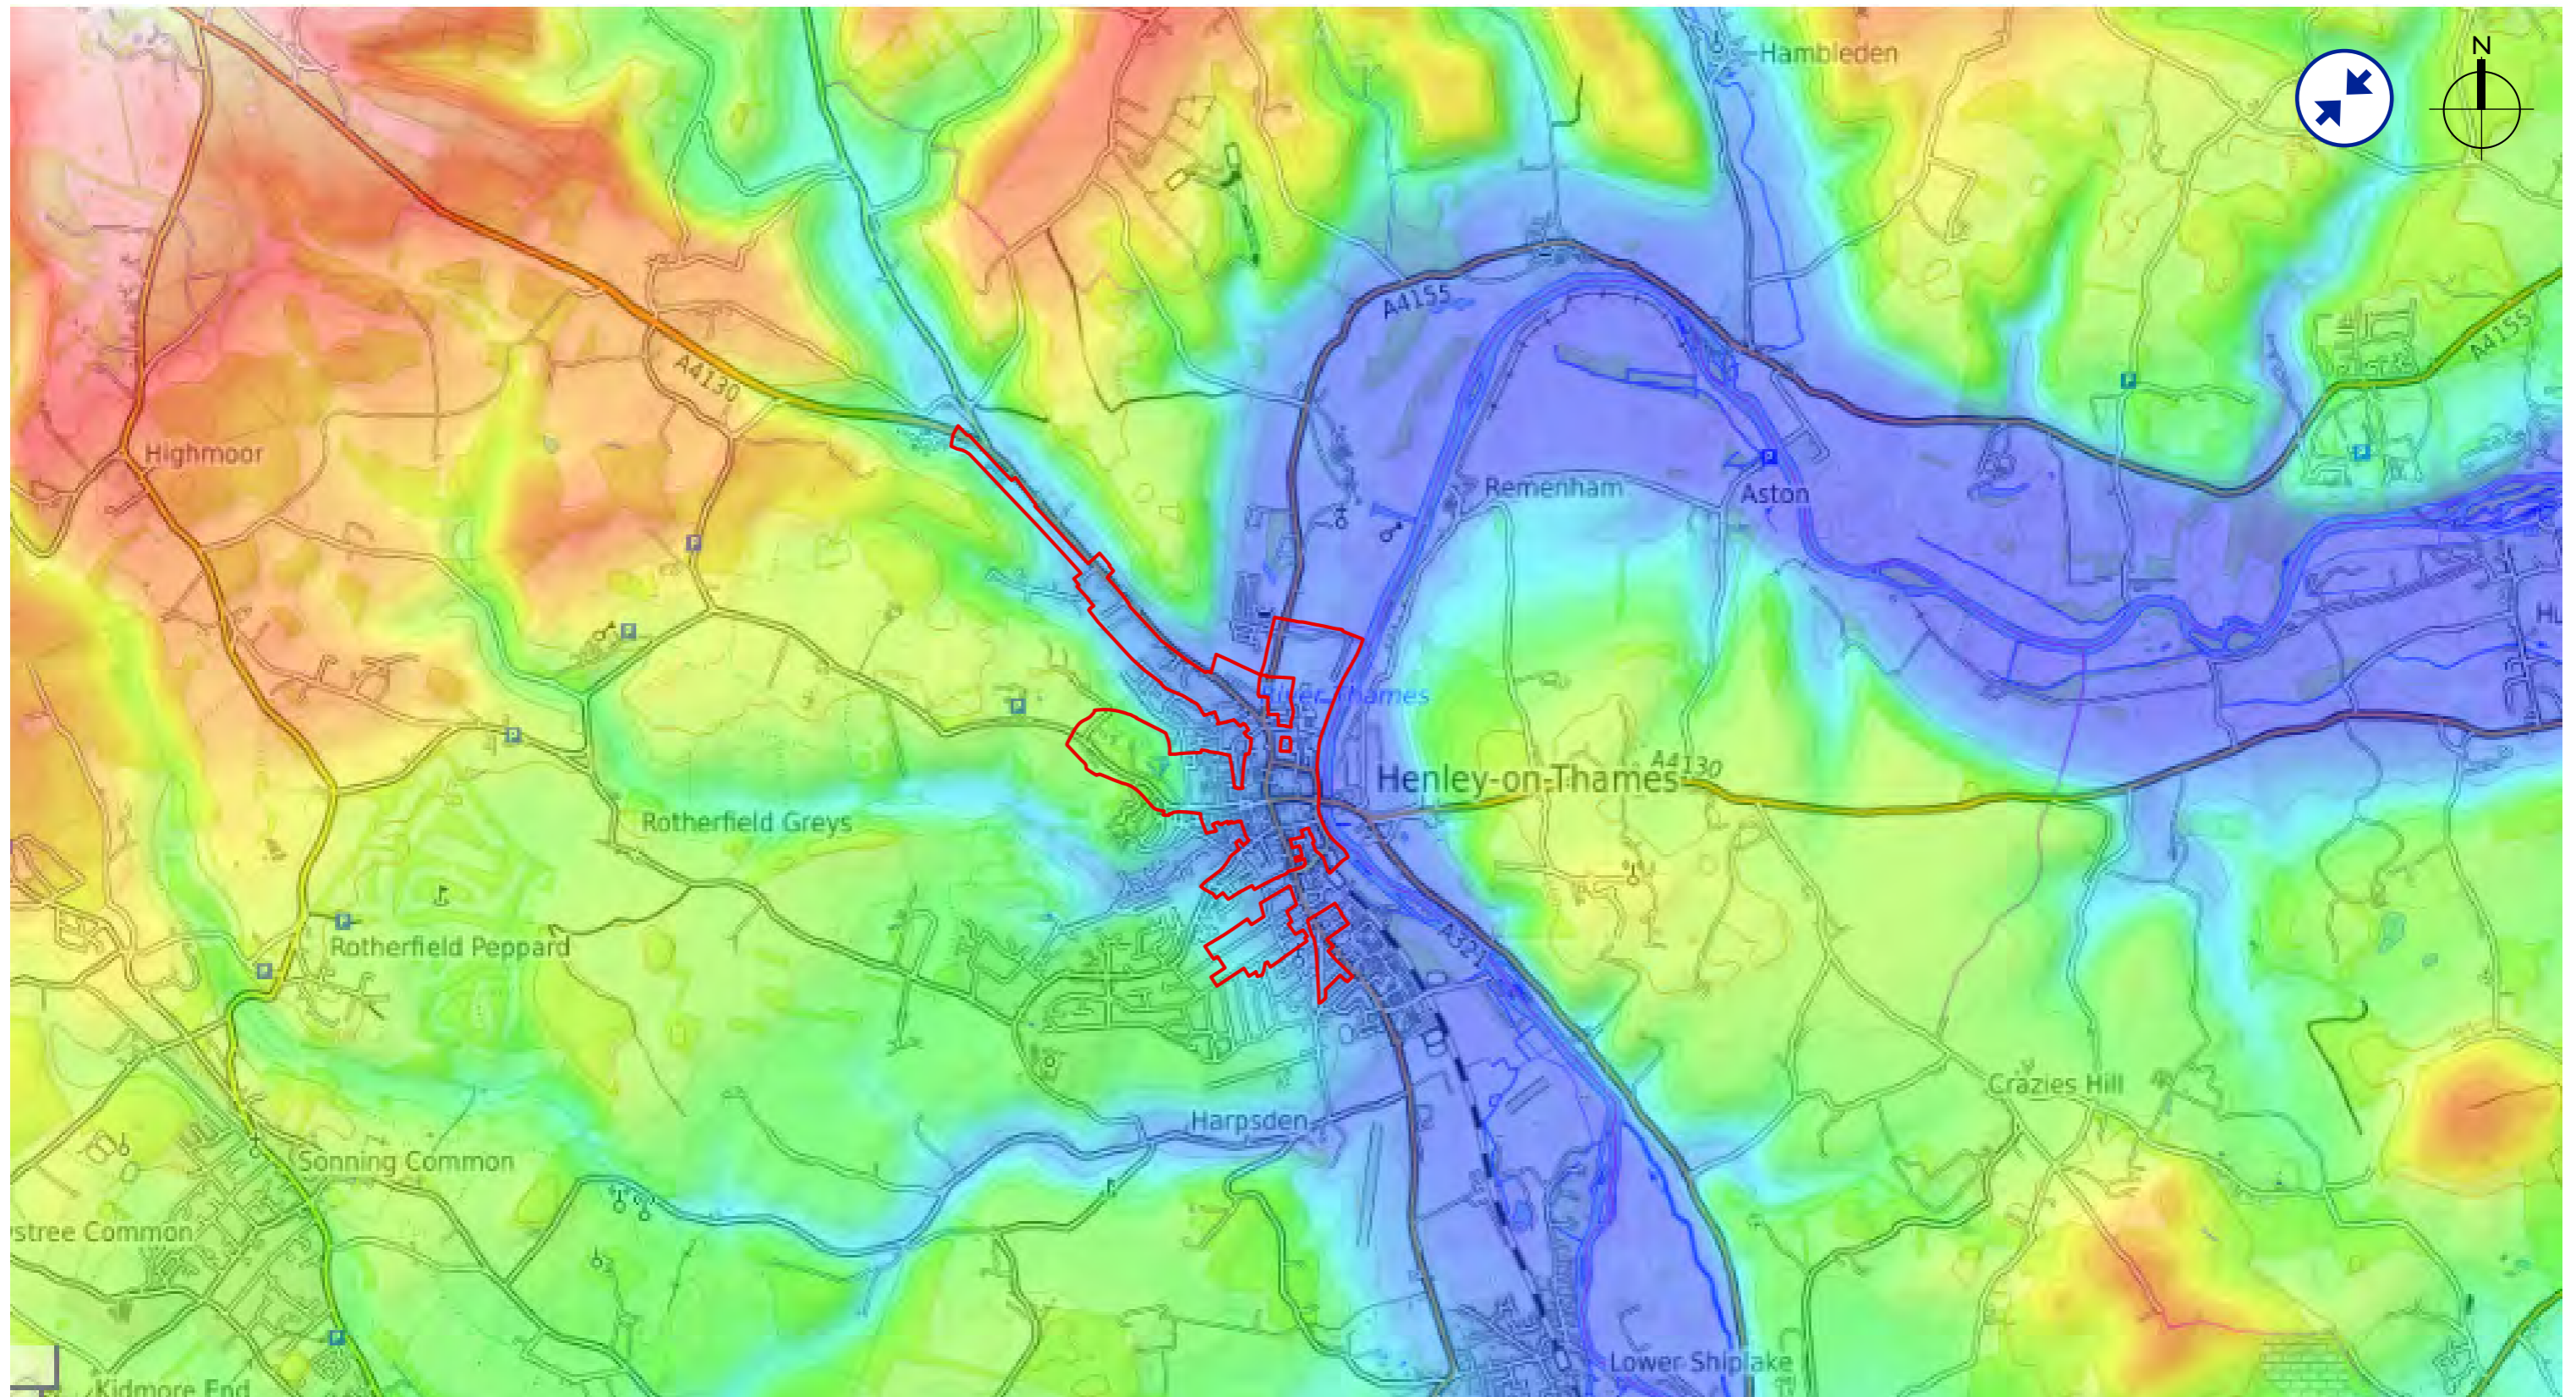 N
Hambleden
A4155
A4155
A4130
Highmoor
Remenham
Aston
Hu
River Thames
A4130
Henley-on-Thames
Rotherfield Greys
Rotherfield Peppard
A321
Crazies Hill
Harpsden
Sonning Common
stree Common
Lower Shiplake
Kidmore End
P
P
P
P
P
P
P
P
P
P
P